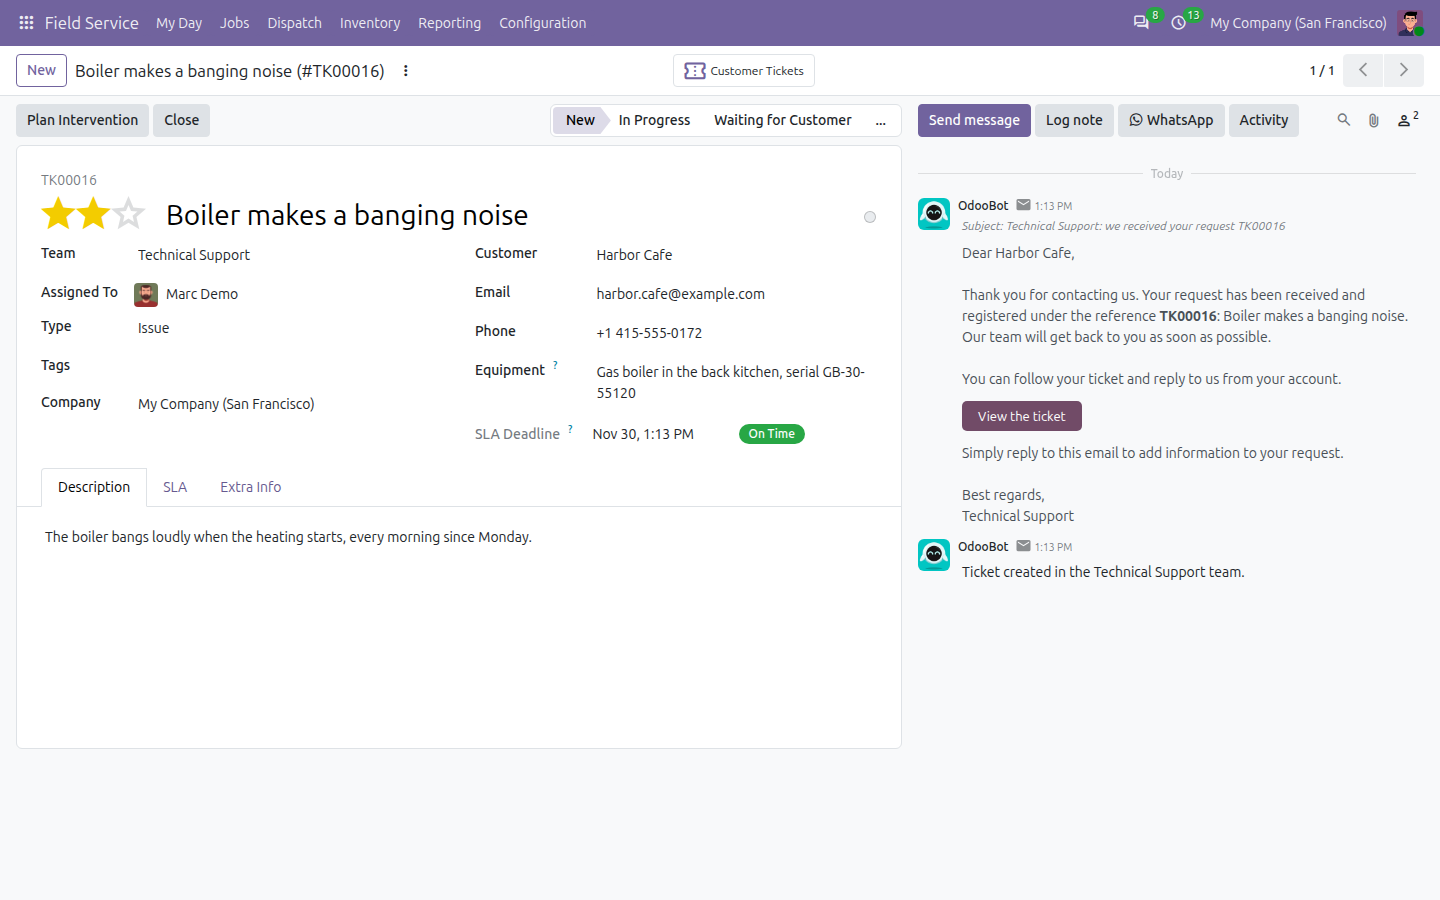 Field Service My Day Jobs Dispatch Inventory Reporting Configuration 8 13 My Company (San Francisco)
New Boiler makes a banging noise (#TK00016) Customer Tickets 1 / 1
Plan Intervention Close New In Progress Waiting for Customer ... Send message Log note WhatsApp Activity 2
TK00016
Boiler makes a banging noise
Team Technical Support
Assigned To Marc Demo
Type Issue
Tags
Company My Company (San Francisco)
Customer Harbor Cafe
Email harbor.cafe@example.com
Phone +1 415-555-0172
Equipment ? Gas boiler in the back kitchen, serial GB-30-
55120
SLA Deadline ? Nov 30, 1:13 PM On Time
Description SLA Extra Info
The boiler bangs loudly when the heating starts, every morning since Monday.
Today
OdooBot 1:13 PM
Subject: Technical Support: we received your request TK00016
Dear Harbor Cafe,
Thank you for contacting us. Your request has been received and
registered under the reference TK00016: Boiler makes a banging noise.
Our team will get back to you as soon as possible.
You can follow your ticket and reply to us from your account.
View the ticket
Simply reply to this email to add information to your request.
Best regards,
Technical Support
OdooBot 1:13 PM
Ticket created in the Technical Support team.